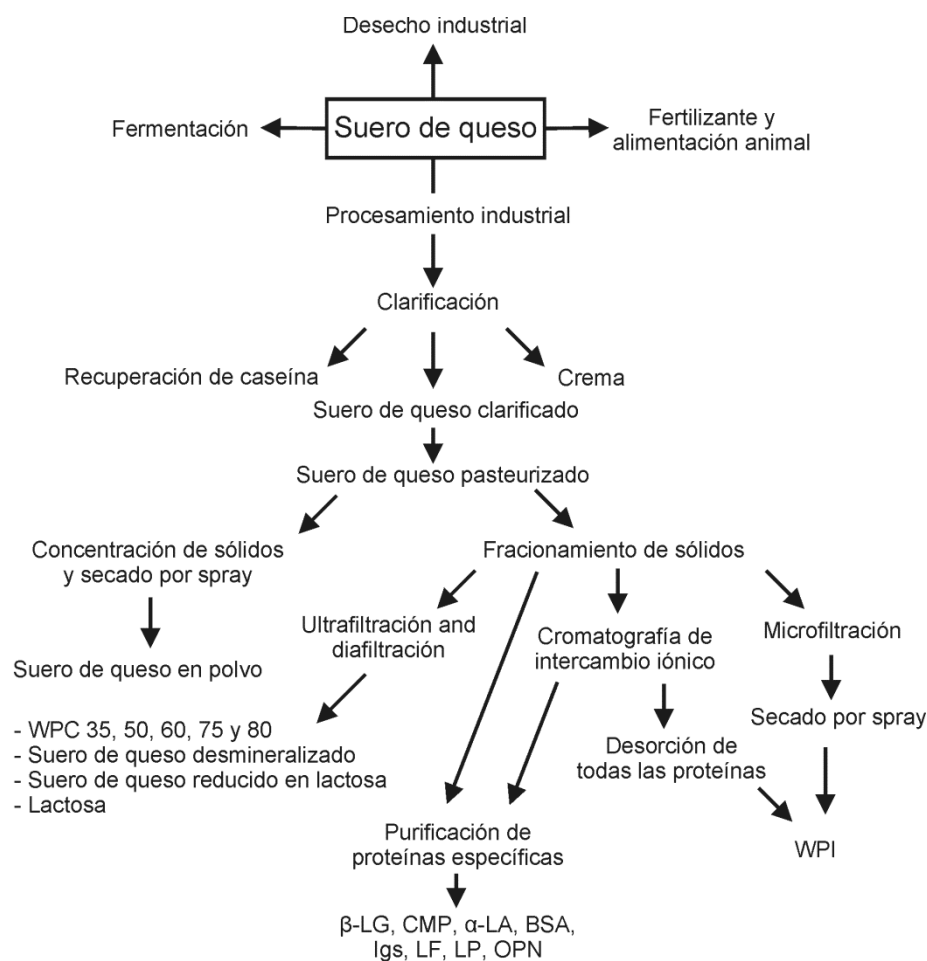 Desecho industrial
Fermentación
Suero de queso
Fertilizante y
alimentación animal
Procesamiento industrial
Clarificación
Recuperación de caseína
Crema
Suero de queso clarificado
Suero de queso pasteurizado
Concentración de sólidos
y secado por spray
Fracionamiento de sólidos
Ultrafiltración and
diafiltración
Cromatografía de
intercambio iónico
Microfiltración
Suero de queso en polvo
- WPC 35, 50, 60, 75 y 80
- Suero de queso desmineralizado
- Suero de queso reducido en lactosa
- Lactosa
Desorción de
todas las proteínas
Secado por spray
Purificación de
proteínas específicas
WPI
β-LG, CMP, α-LA, BSA,
Igs, LF, LP, OPN